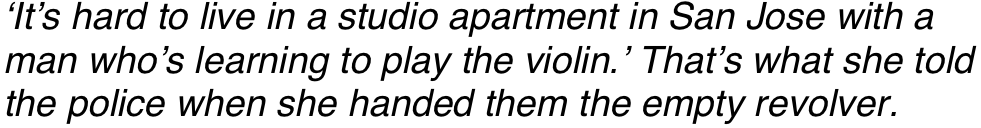 ‘It’s hard to live in a studio apartment in San Jose with a
man who’s learning to play the violin.’ That’s what she told
the police when she handed them the empty revolver.